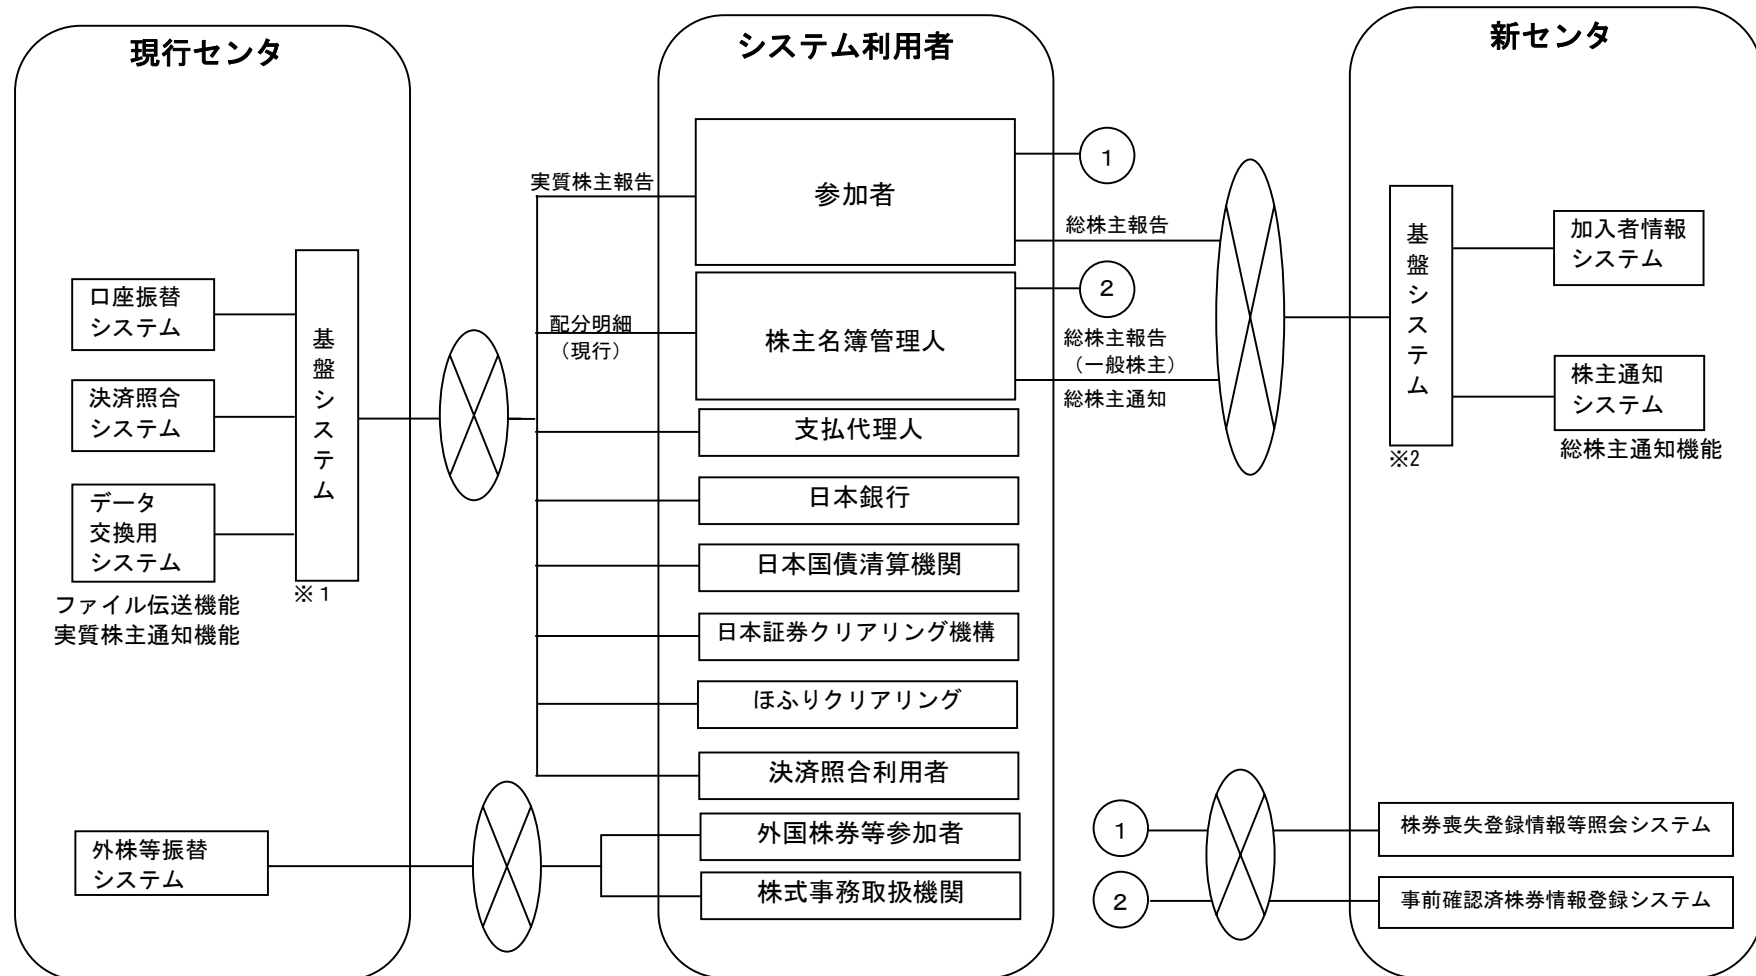 現行センタ
口座振替
システム
決済照合
システム
データ
交換用
システム
ファイル伝送機能
実質株主通知機能
基盤システム
※１
外株等振替
システム
実質株主報告
配分明細
（現行）
システム利用者
参加者
株主名簿管理人
支払代理人
日本銀行
日本国債清算機関
日本証券クリアリング機構
ほふりクリアリング
決済照合利用者
外国株券等参加者
株式事務取扱機関
１
総株主報告
２
総株主報告
（一般株主）
総株主通知
１
２
新センタ
基盤システム
※2
加入者情報
システム
株主通知
システム
総株主通知機能
株券喪失登録情報等照会システム
事前確認済株券情報登録システム